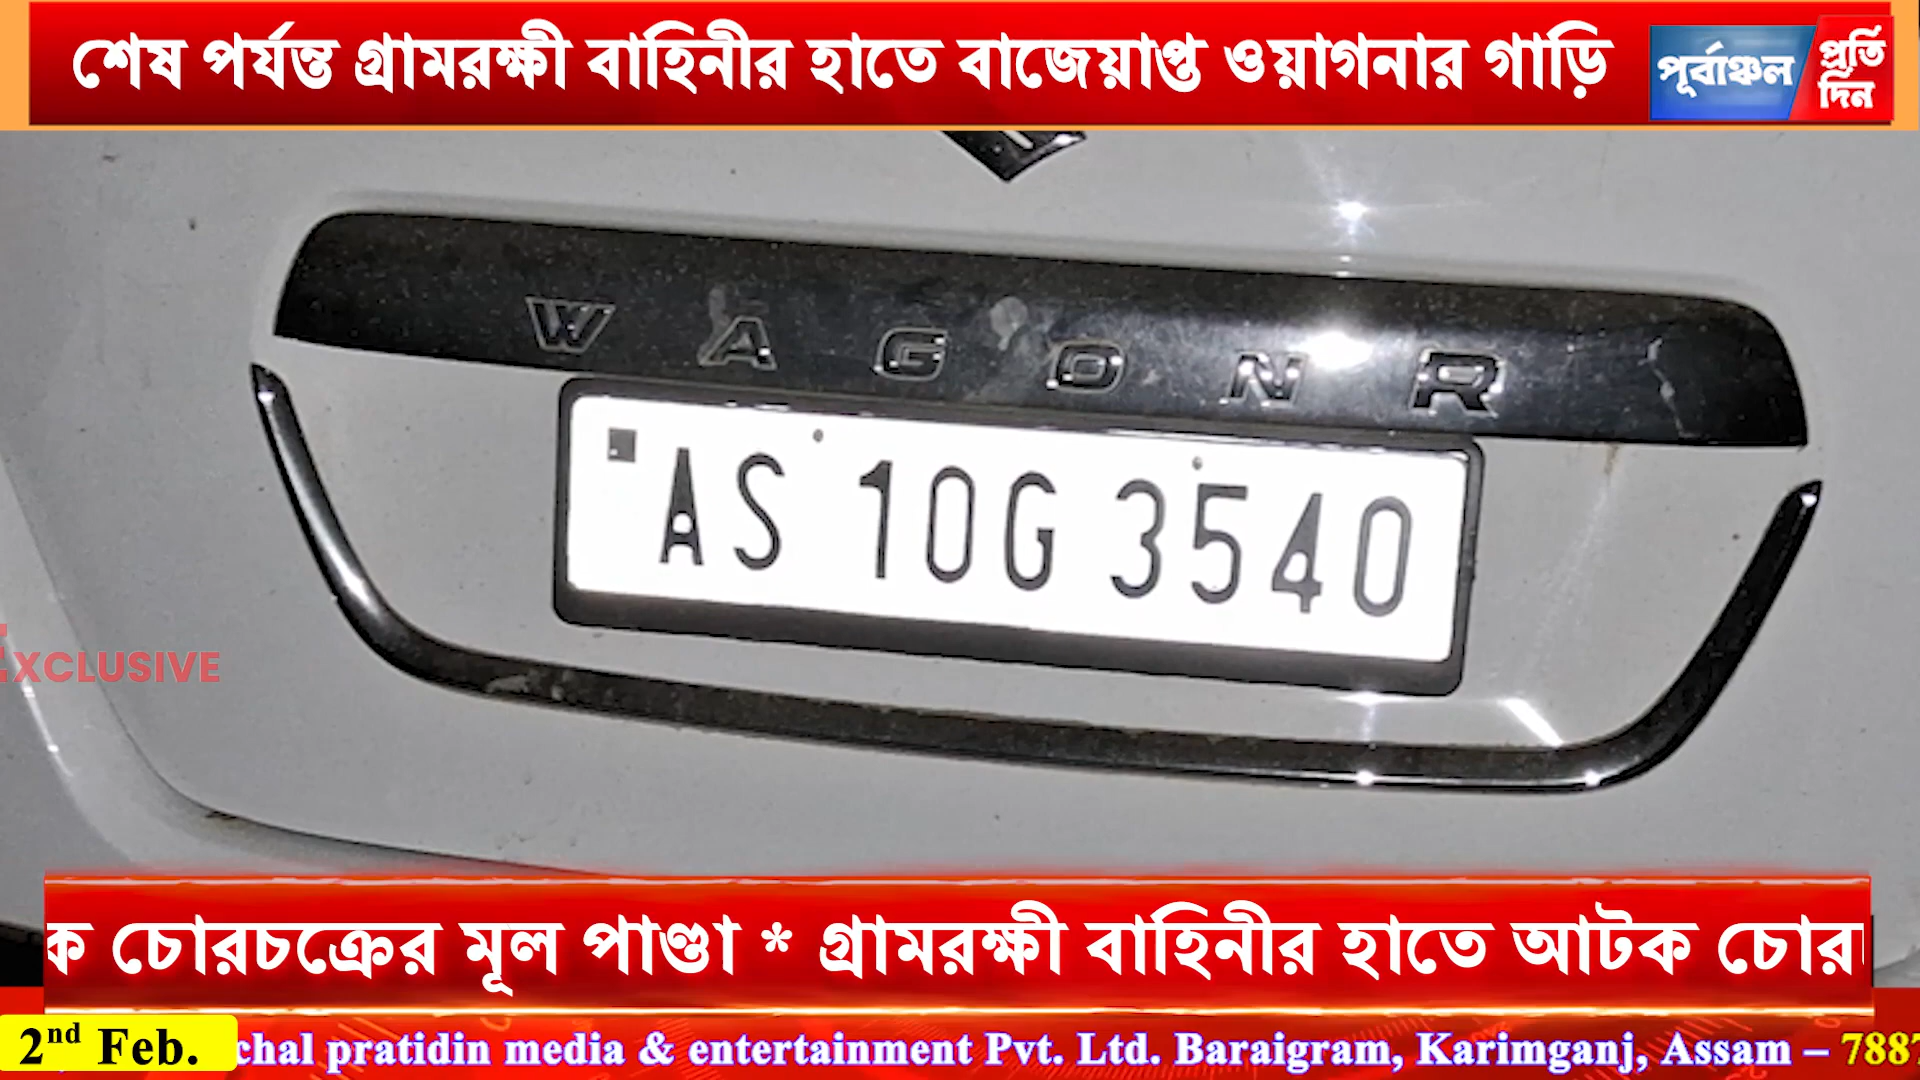 শেষ পর্যন্ত গ্রামরক্ষী বাহিনীর হাতে বাজেয়াপ্ত ওয়াগনার গাড়ি
পূর্বাঞ্চল
প্রতি
দিন
WAGONR
AS 10G 3540
EXCLUSIVE
ক চোরচক্রের মূল পাণ্ডা * গ্রামরক্ষী বাহিনীর হাতে আটক চোর
2nd Feb.
chal pratidin media & entertainment Pvt. Ltd. Baraigram, Karimganj, Assam – 788